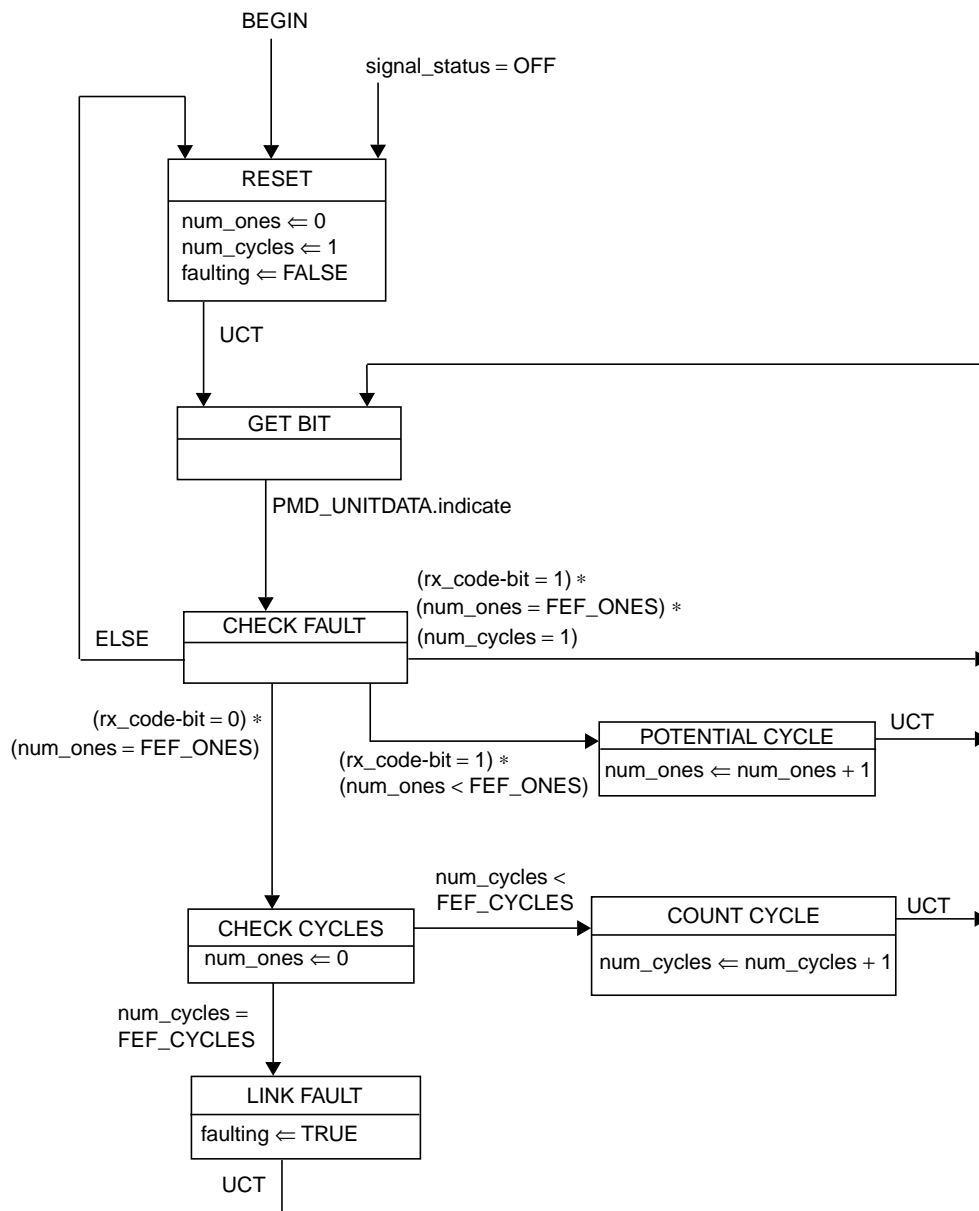 BEGIN
signal_status = OFF
RESET
num_ones ⇐ 0
num_cycles ⇐ 1
faulting ⇐ FALSE
UCT
GET BIT
PMD_UNITDATA.indicate
(rx_code-bit = 1) ∗
(num_ones = FEF_ONES) ∗
(num_cycles = 1)
CHECK FAULT
ELSE
(rx_code-bit = 0) ∗
(num_ones = FEF_ONES)
(rx_code-bit = 1) ∗
(num_ones < FEF_ONES)
POTENTIAL CYCLE
num_ones ⇐ num_ones + 1
UCT
CHECK CYCLES
num_ones ⇐ 0
num_cycles <
FEF_CYCLES
COUNT CYCLE
num_cycles ⇐ num_cycles + 1
UCT
num_cycles =
FEF_CYCLES
LINK FAULT
faulting ⇐ TRUE
UCT